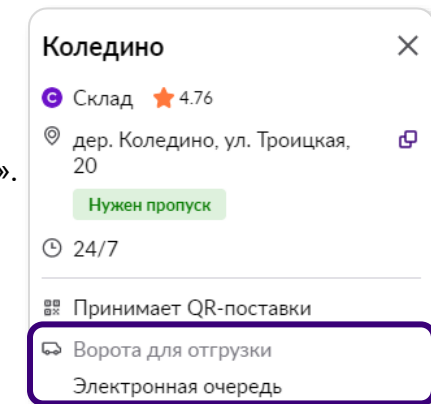 Коледино
С Склад 4.76
дер. Коледино, ул. Троицкая,
».
20
Нужен пропуск
24/7
Принимает QR-поставки
Ворота для отгрузки
Электронная очередь